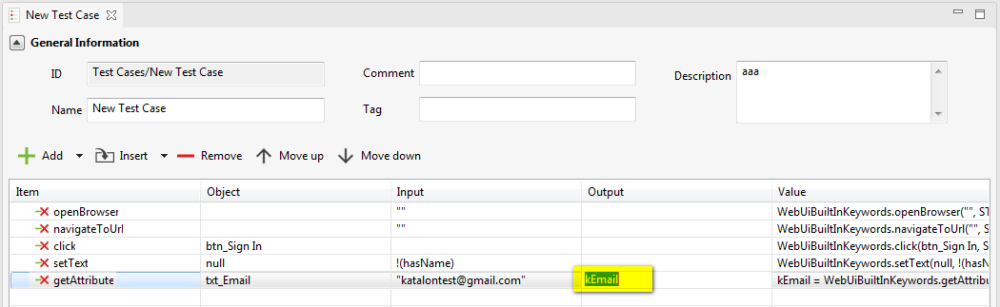 New Test Case
General Information
ID Test Cases/New Test Case Comment Description aaa
Name New Test Case Tag
Add Insert Remove Move up Move down
Item Object Input Output Value
openBrowser "" WebUiBuiltInKeywords.openBrowser("", ST
navigateToUrl "" WebUiBuiltInKeywords.navigateToUrl("", S
click btn_Sign In WebUiBuiltInKeywords.click(btn_Sign In, S
setText null !(hasName) WebUiBuiltInKeywords.setText(null, !(hasN
getAttribute txt_Email "katalontest@gmail.com" kEmail kEmail = WebUiBuiltInKeywords.getAttribu